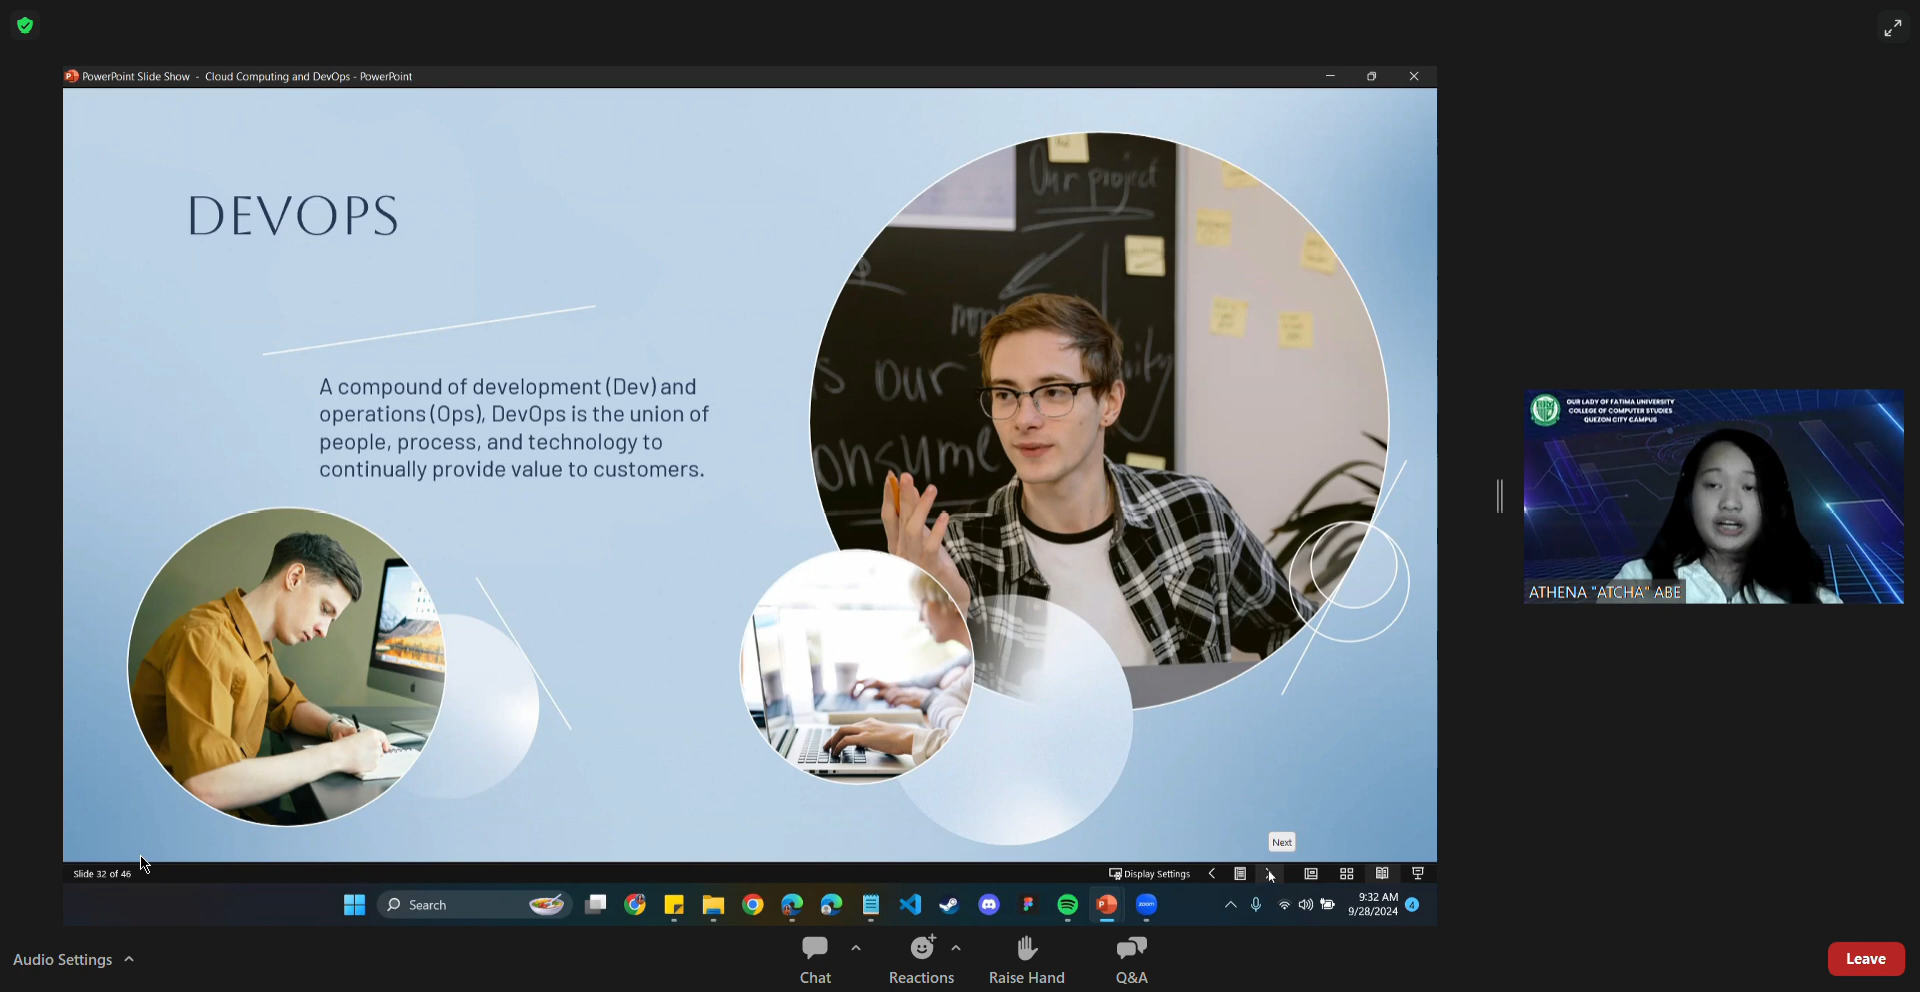 PowerPoint Slide Show - Cloud Computing and DevOps - PowerPoint
DEVOPS
A compound of development (Dev) and
operations (Ops), DevOps is the union of
people, process, and technology to
continually provide value to customers.
Our project
our
OUR LADY OF FATIMA UNIVERSITY
COLLEGE OF COMPUTER STUDIES
QUEZON CITY CAMPUS
ATHENA "ATCHA" ABE
Next
Slide 32 of 46
Display Settings
Search
zoom
9:32 AM
9/28/2024
4
Audio Settings
Chat
Reactions
Raise Hand
Q&A
Leave